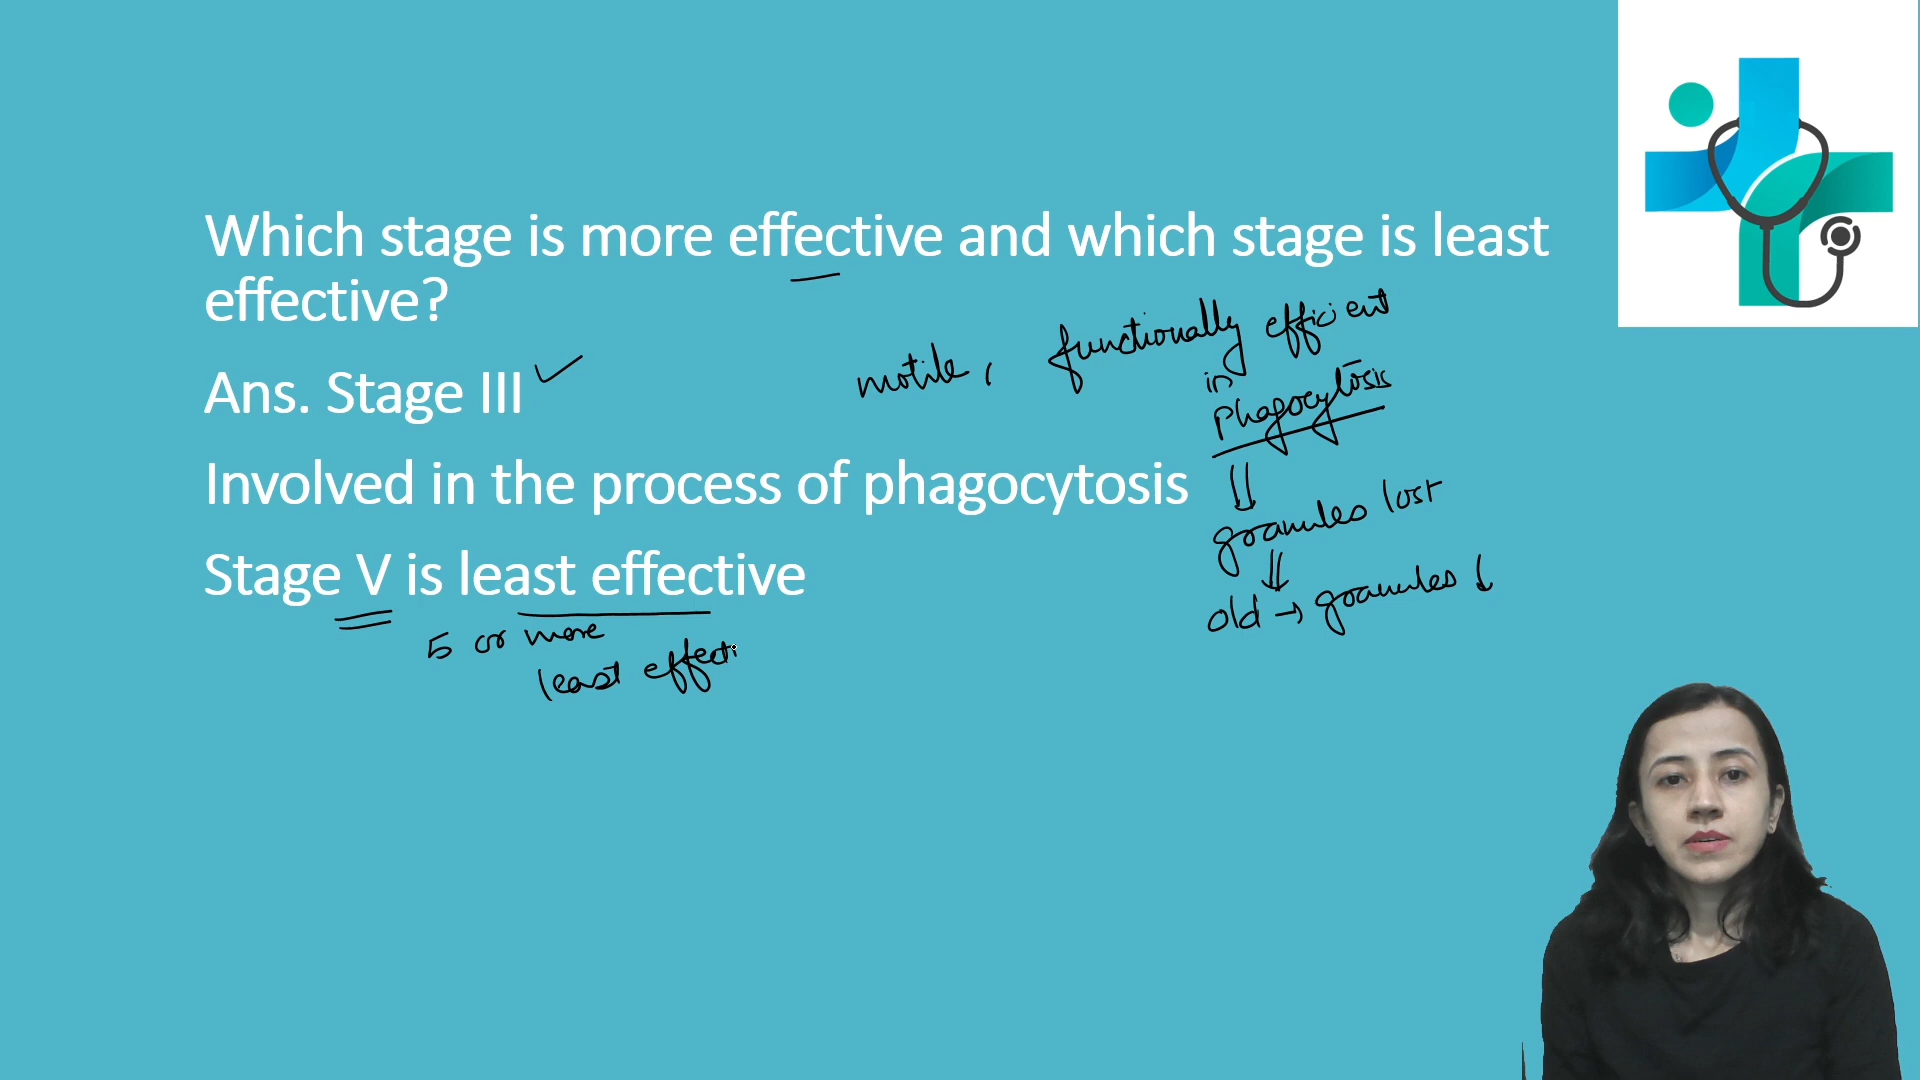 Which stage is more effective and which stage is least
effective?
motile, functionally efficient
in
phagocytosis
Ans. Stage III
Involved in the process of phagocytosis
granules lost
old → granules ↓
Stage V is least effective
5 or more
least effecti